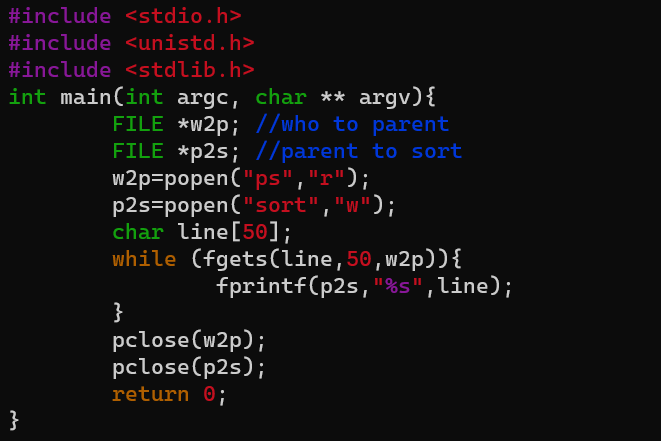 #include <stdio.h>
#include <unistd.h>
#include <stdlib.h>
int main(int argc, char ** argv){
        FILE *w2p; //who to parent
        FILE *p2s; //parent to sort
        w2p=popen("ps","r");
        p2s=popen("sort","w");
        char line[50];
        while (fgets(line,50,w2p)){
                fprintf(p2s,"%s",line);
        }
        pclose(w2p);
        pclose(p2s);
        return 0;
}